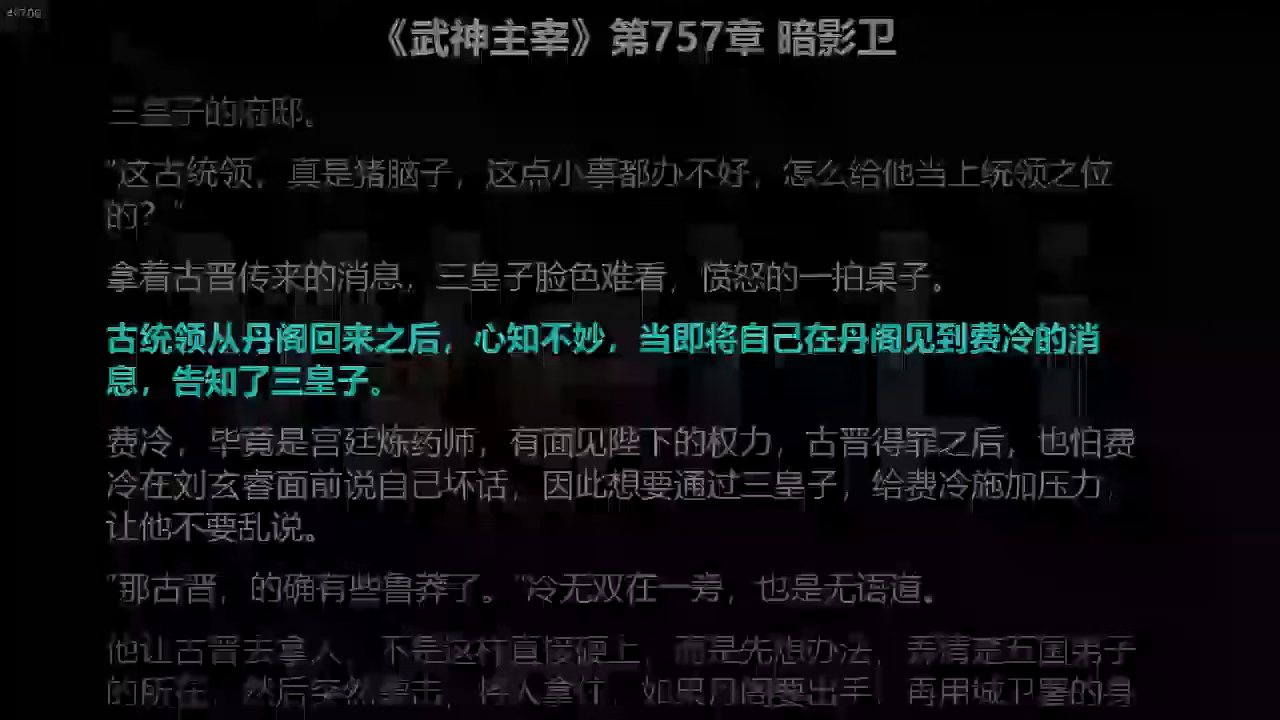 《武神主宰》第757章 暗影卫
三皇子的府邸。
“这古统领，真是猪脑子，这点小事都办不好，怎么给他当上统领之位
的？”
拿着古晋传来的消息，三皇子脸色难看，愤怒的一拍桌子。
古统领从丹阁回来之后，心知不妙，当即将自己在丹阁见到费冷的消
息，告知了三皇子。
费冷，毕竟是宫廷炼药师，有面见陛下的权力，古晋得罪之后，也怕费
冷在刘玄睿面前说自己坏话，因此想要通过三皇子，给费冷施加压力，
让他不要乱说。
“那古晋，的确有些鲁莽了。”冷无双在一旁，也是无语道。
他让古晋去拿人，不是这样直接硬上，而是先想办法，弄清楚五国弟子
的所在，然后突然袭击，将人拿住，如果丹阁要出手，再用城卫署的身